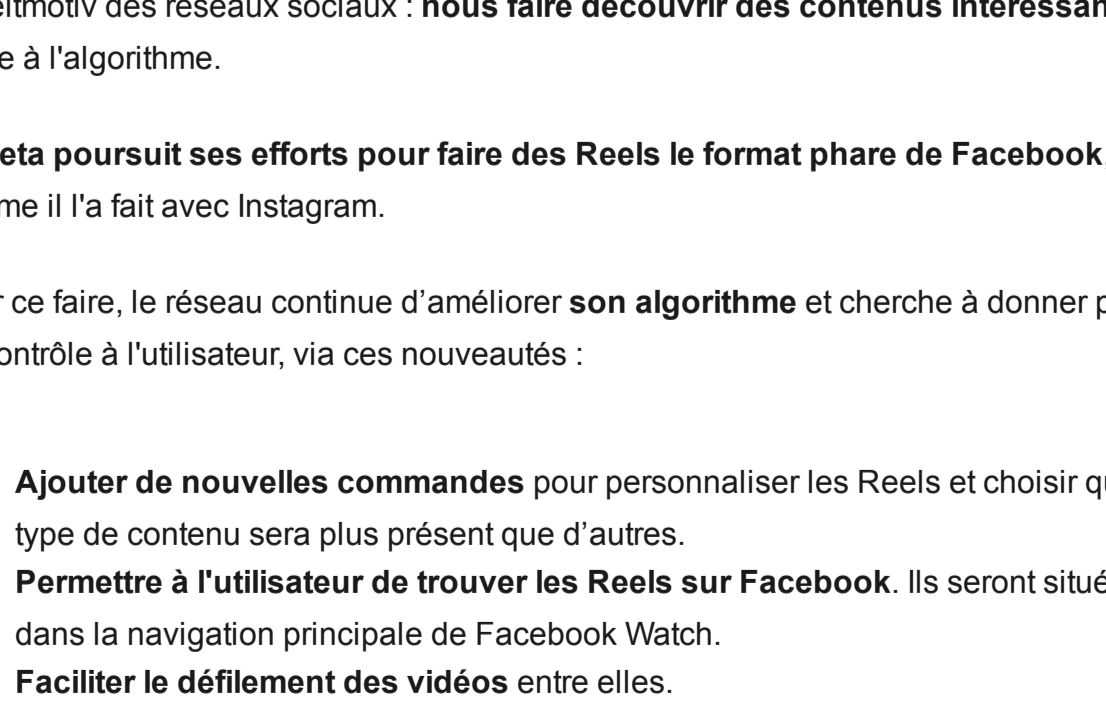 leitmotiv des réseaux sociaux : nous faire découvrir des contenus intéressan
e à l'algorithme.
eta poursuit ses efforts pour faire des Reels le format phare de Facebook,
me il l'a fait avec Instagram.
r ce faire, le réseau continue d’améliorer son algorithme et cherche à donner p
ontrôle à l'utilisateur, via ces nouveautés :
Ajouter de nouvelles commandes pour personnaliser les Reels et choisir qu
type de contenu sera plus présent que d’autres.
Permettre à l'utilisateur de trouver les Reels sur Facebook. Ils seront situé
dans la navigation principale de Facebook Watch.
Faciliter le défilement des vidéos entre elles.